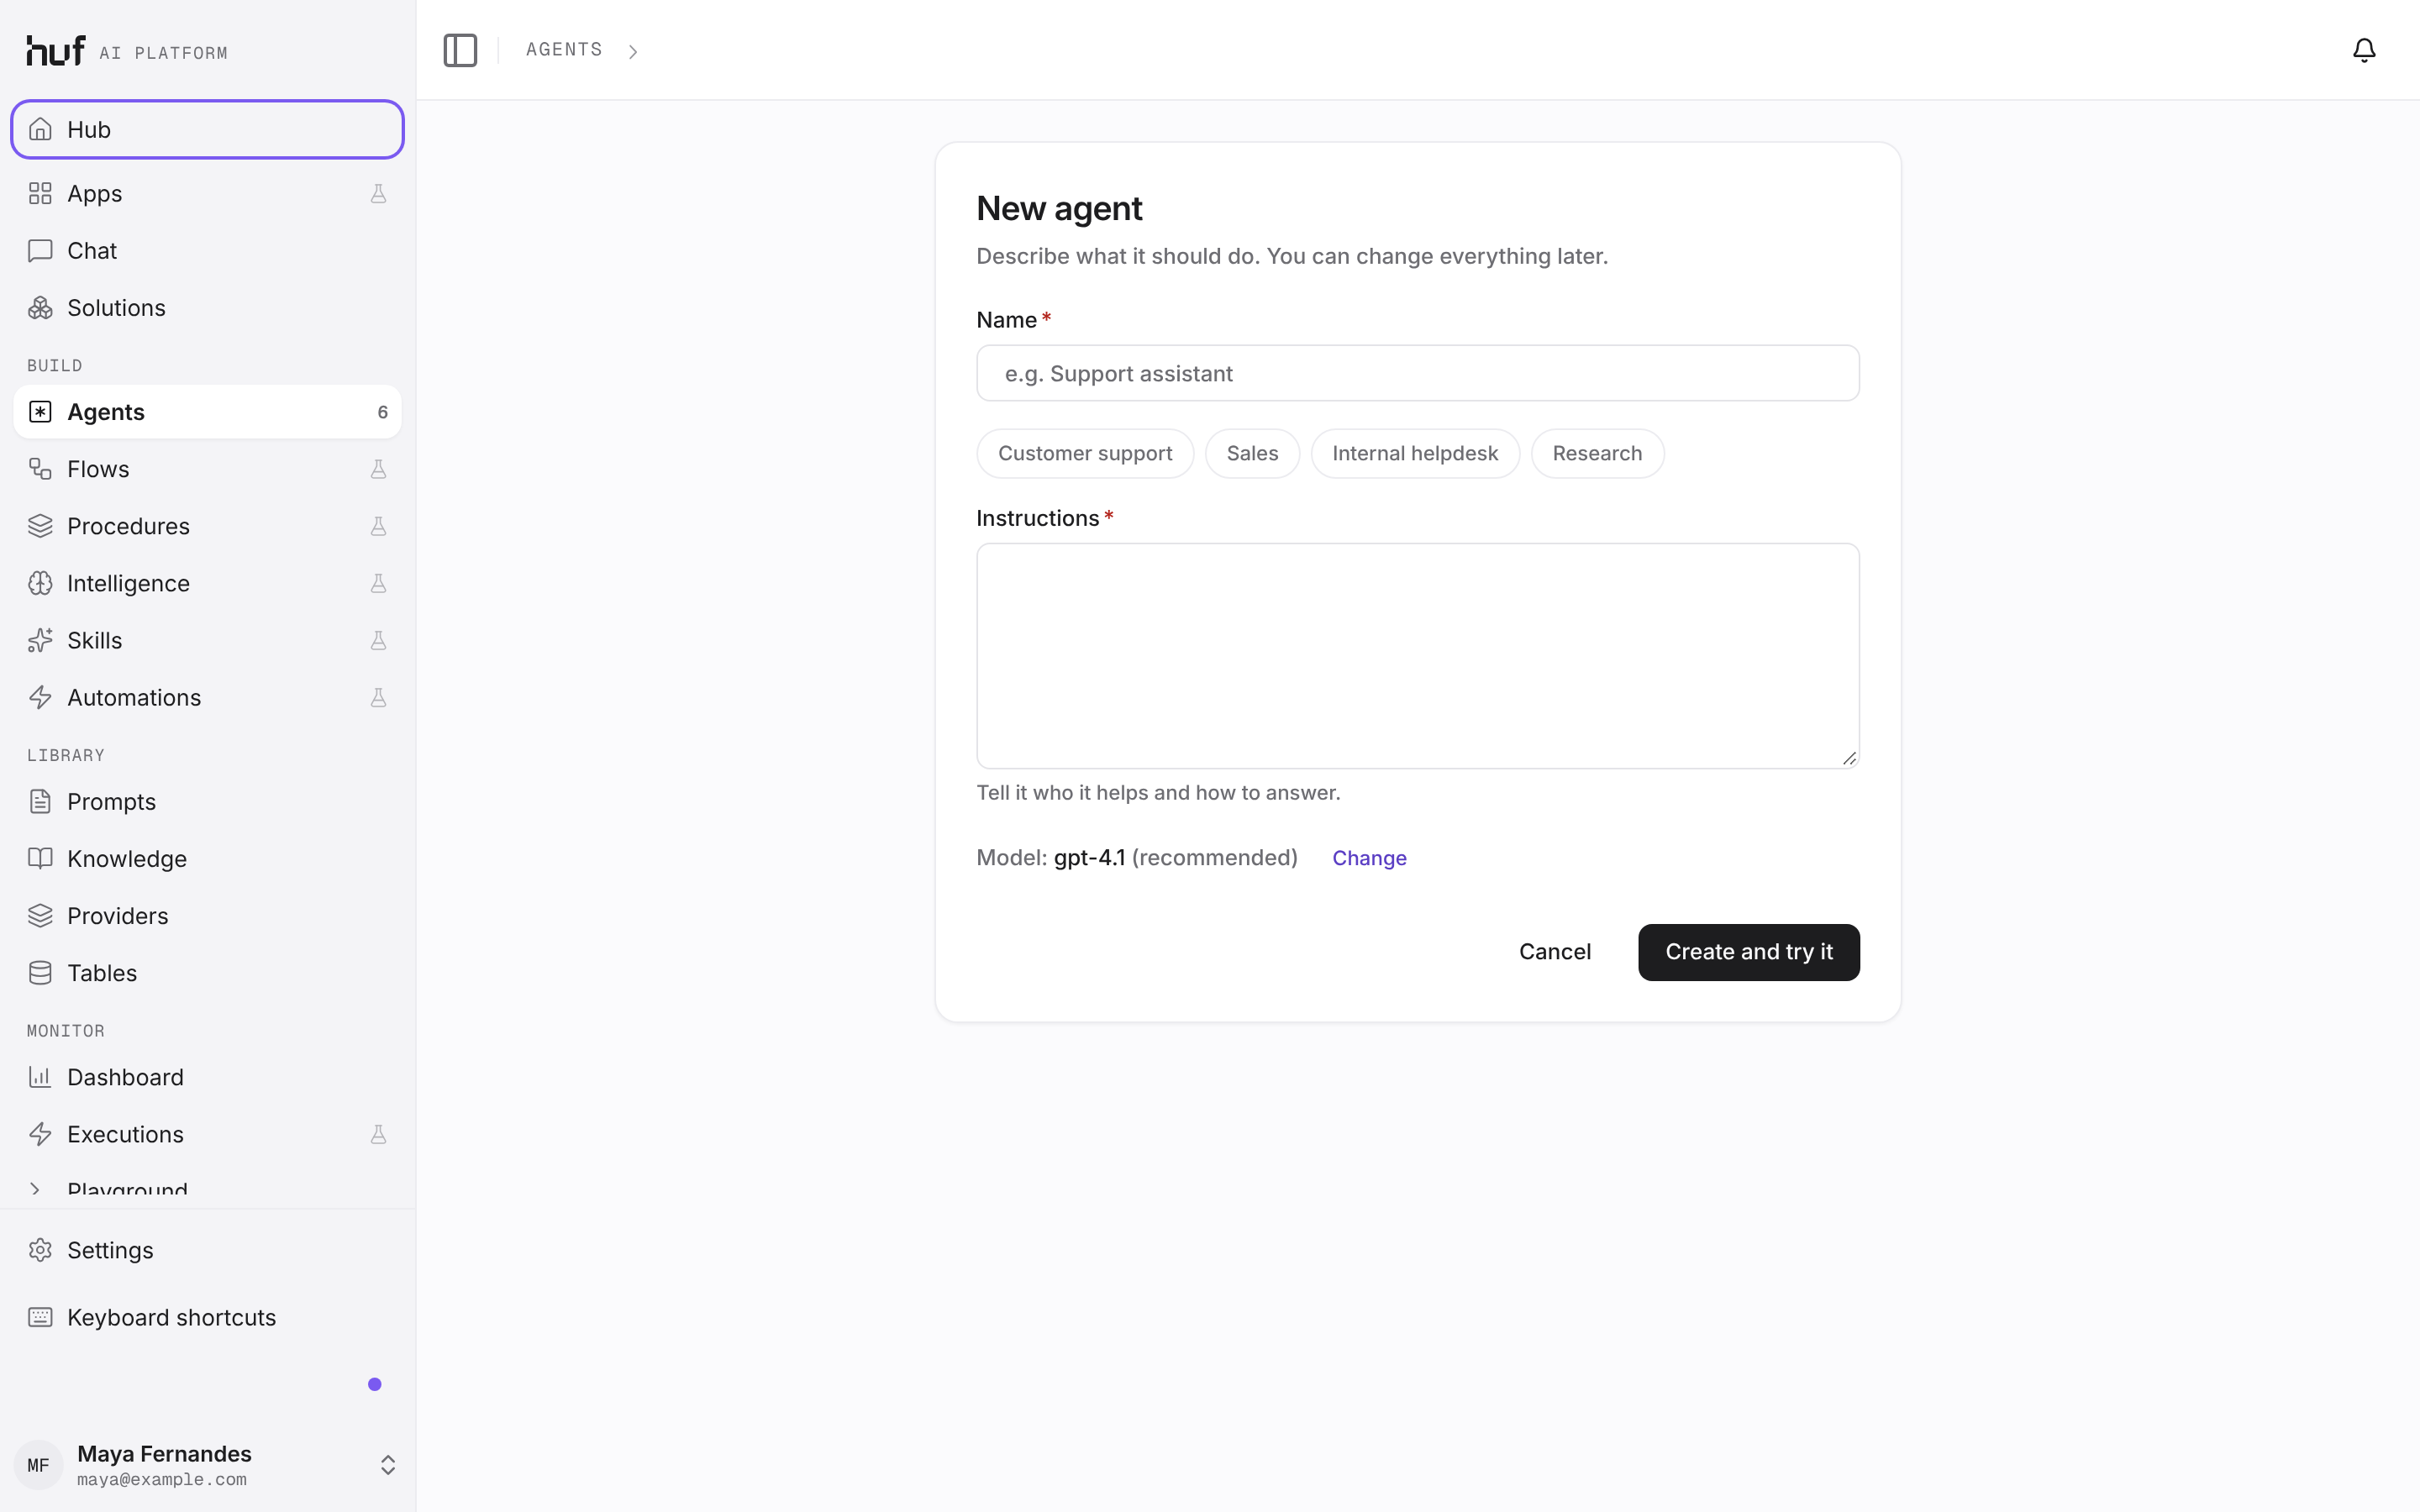 huf AI PLATFORM
Hub
Apps
Chat
Solutions
BUILD
Agents 6
Flows
Procedures
Intelligence
Skills
Automations
LIBRARY
Prompts
Knowledge
Providers
Tables
MONITOR
Dashboard
Executions
Playground
Settings
Keyboard shortcuts
MF
Maya Fernandes
maya@example.com
AGENTS
New agent
Describe what it should do. You can change everything later.
Name *
e.g. Support assistant
Customer support Sales Internal helpdesk Research
Instructions *
Tell it who it helps and how to answer.
Model: gpt-4.1 (recommended) Change
Cancel Create and try it